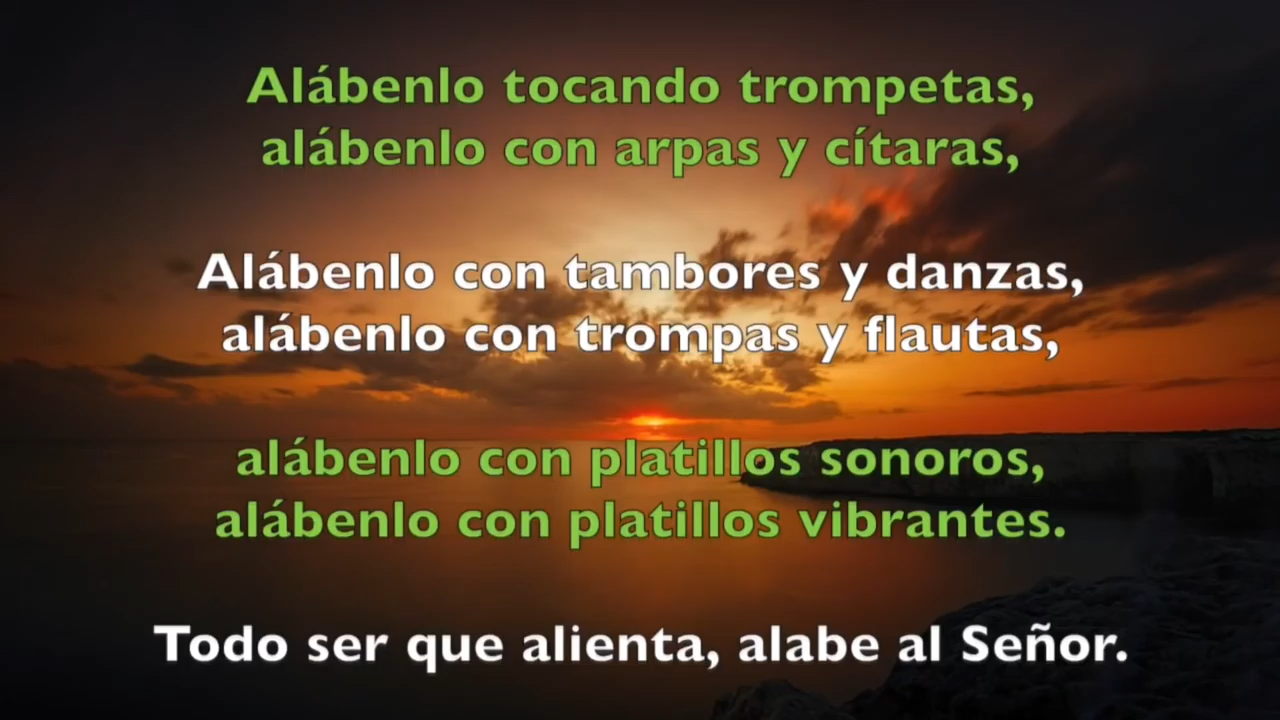 Alábenlo tocando trompetas,
alábenlo con arpas y cítaras,
Alábenlo con tambores y danzas,
alábenlo con trompas y flautas,
alábenlo con platillos sonoros,
alábenlo con platillos vibrantes.
Todo ser que alienta, alabe al Señor.